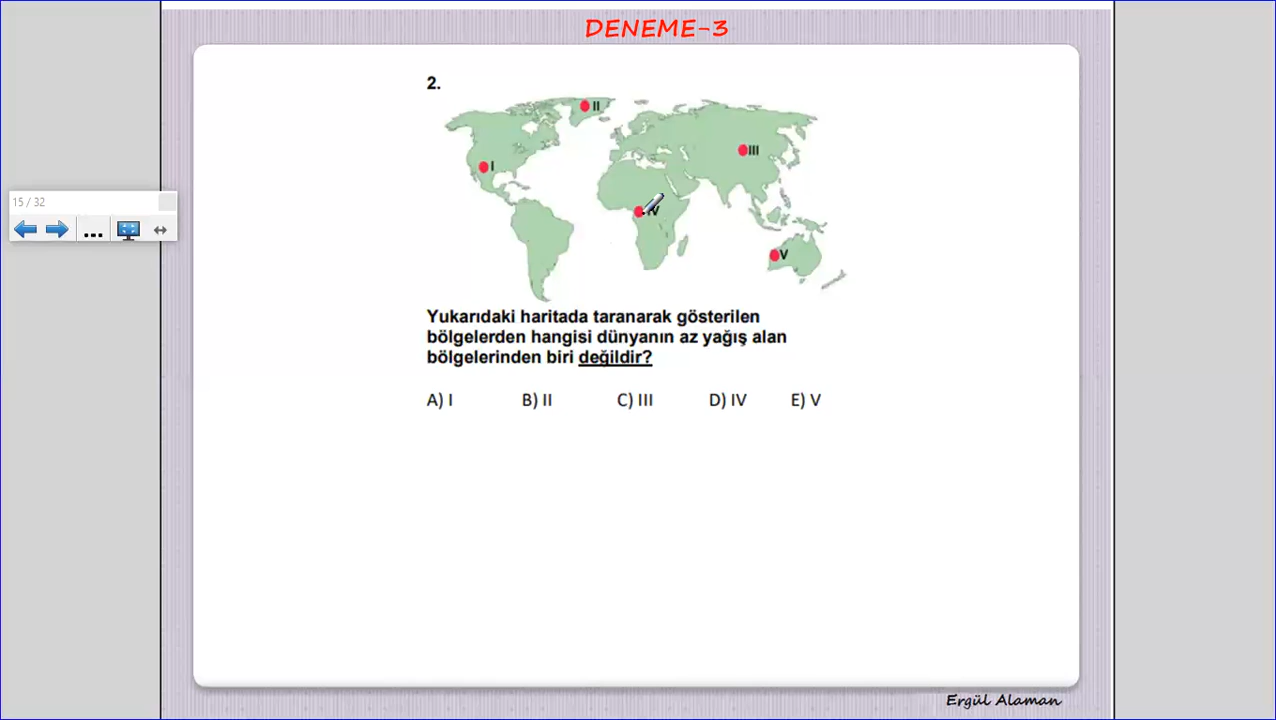 DENEME-3
2.
II
I
III
IV
V
15 / 32
...
Yukarıdaki haritada taranarak gösterilen
bölgelerden hangisi dünyanın az yağış alan
bölgelerinden biri değildir?
A) I B) II C) III D) IV E) V
Ergül Alaman